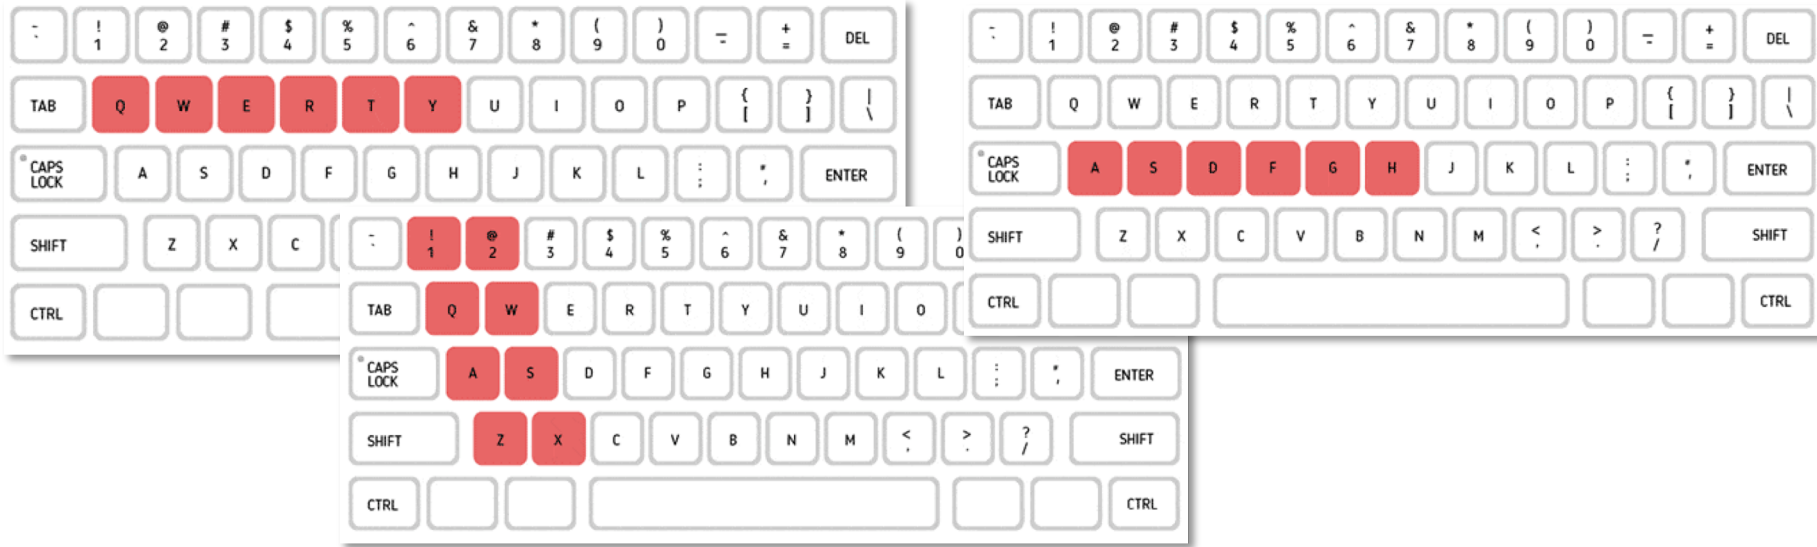 ~ ! @ # $ % ^ & * ( ) _ +
` 1 2 3 4 5 6 7 8 9 0 - = DEL
TAB Q W E R T Y U I O P { } |
[ ] \
CAPS LOCK A S D F G H J K L : "
; , ENTER
SHIFT Z X C
CTRL
~ ! @ # $ % ^ & * ( )
` 1 2 3 4 5 6 7 8 9 0
TAB Q W E R T Y U I O
CAPS LOCK A S D F G H J K L : "
; , ENTER
SHIFT Z X C V B N M < > ? SHIFT
, . /
CTRL CTRL
~ ! @ # $ % ^ & * ( ) _ +
` 1 2 3 4 5 6 7 8 9 0 - = DEL
TAB Q W E R T Y U I O P { } |
[ ] \
CAPS LOCK A S D F G H J K L : "
; , ENTER
SHIFT Z X C V B N M < > ? SHIFT
, . /
CTRL CTRL